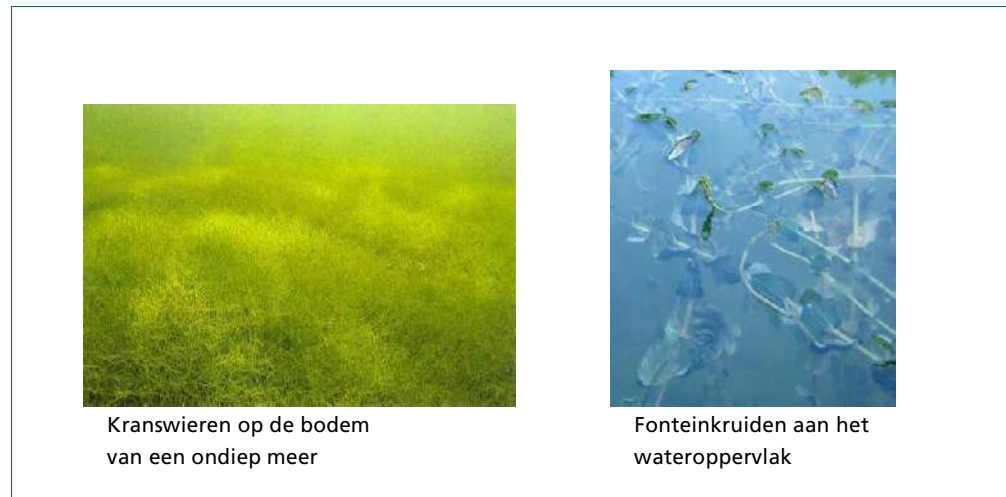 Kranswieren op de bodem
van een ondiep meer
Fonteinkruiden aan het
wateroppervlak